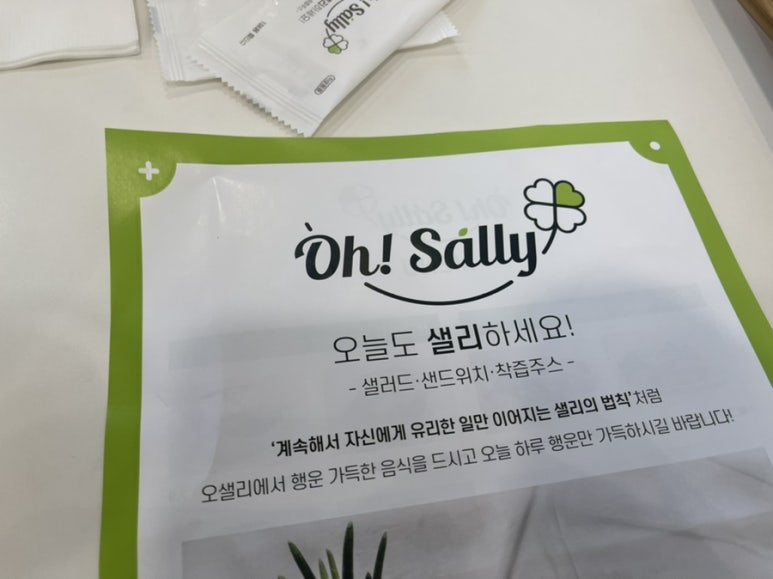 Oh! Sally
Oh! Sally
오늘도 샐리하세요!
- 샐러드·샌드위치·착즙주스 -
‘계속해서 자신에게 유리한 일만 이어지는 샐리의 법칙’처럼
오샐리에서 행운 가득한 음식을 드시고 오늘 하루 행운만 가득하시길 바랍니다!